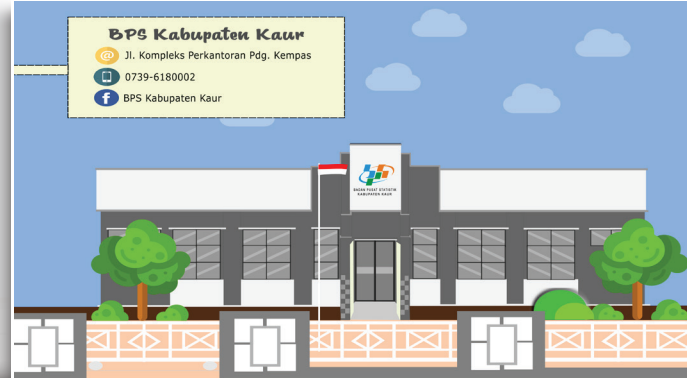 BPS Kabupaten Kaur
Jl. Kompleks Perkantoran Pdg. Kempas
0739-6180002
BPS Kabupaten Kaur
BADAN PUSAT STATISTIK
KABUPATEN KAUR